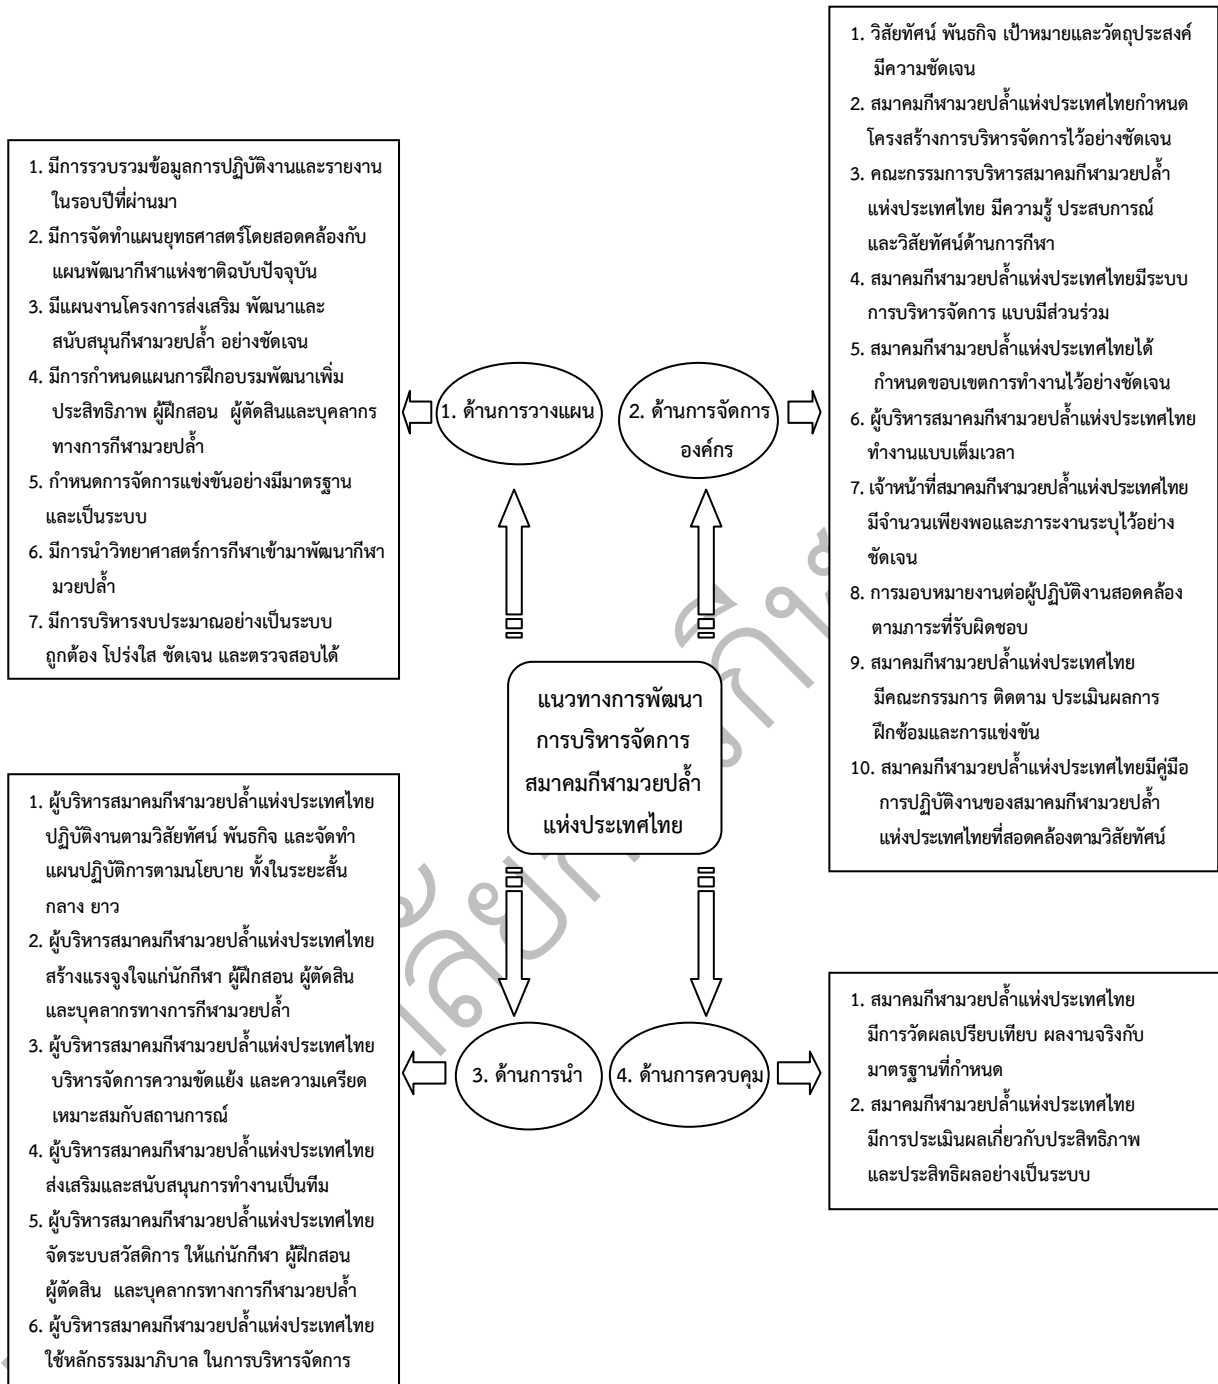 1. มีการรวบรวมข้อมูลการปฏิบัติงานและรายงาน
ในรอบปีที่ผ่านมา
2. มีการจัดทำแผนยุทธศาสตร์โดยสอดคล้องกับ
แผนพัฒนากีฬาแห่งชาติฉบับปัจจุบัน
3. มีแผนงานโครงการส่งเสริม พัฒนาและ
สนับสนุนกีฬามวยปล้ำ อย่างชัดเจน
4. มีการกำหนดแผนการฝึกอบรมพัฒนาเพิ่ม
ประสิทธิภาพ ผู้ฝึกสอน ผู้ตัดสินและบุคลากร
ทางการกีฬามวยปล้ำ
5. กำหนดการจัดการแข่งขันอย่างมีมาตรฐาน
และเป็นระบบ
6. มีการนำวิทยาศาสตร์การกีฬาเข้ามาพัฒนากีฬา
มวยปล้ำ
7. มีการบริหารงบประมาณอย่างเป็นระบบ
ถูกต้อง โปร่งใส ชัดเจน และตรวจสอบได้
1. ด้านการวางแผน
2. ด้านการจัดการ
องค์กร
1. วิสัยทัศน์ พันธกิจ เป้าหมายและวัตถุประสงค์
มีความชัดเจน
2. สมาคมกีฬามวยปล้ำแห่งประเทศไทยกำหนด
โครงสร้างการบริหารจัดการไว้อย่างชัดเจน
3. คณะกรรมการบริหารสมาคมกีฬามวยปล้ำ
แห่งประเทศไทย มีความรู้ ประสบการณ์
และวิสัยทัศน์ด้านการกีฬา
4. สมาคมกีฬามวยปล้ำแห่งประเทศไทยมีระบบ
การบริหารจัดการ แบบมีส่วนร่วม
5. สมาคมกีฬามวยปล้ำแห่งประเทศไทยได้
กำหนดขอบเขตการทำงานไว้อย่างชัดเจน
6. ผู้บริหารสมาคมกีฬามวยปล้ำแห่งประเทศไทย
ทำงานแบบเต็มเวลา
7. เจ้าหน้าที่สมาคมกีฬามวยปล้ำแห่งประเทศไทย
มีจำนวนเพียงพอและภาระงานระบุไว้อย่าง
ชัดเจน
8. การมอบหมายงานต่อผู้ปฏิบัติงานสอดคล้อง
ตามภาระที่รับผิดชอบ
9. สมาคมกีฬามวยปล้ำแห่งประเทศไทย
มีคณะกรรมการ ติดตาม ประเมินผลการ
ฝึกซ้อมและการแข่งขัน
10. สมาคมกีฬามวยปล้ำแห่งประเทศไทยมีคู่มือ
การปฏิบัติงานของสมาคมกีฬามวยปล้ำ
แห่งประเทศไทยที่สอดคล้องตามวิสัยทัศน์
แนวทางการพัฒนา
การบริหารจัดการ
สมาคมกีฬามวยปล้ำ
แห่งประเทศไทย
1. ผู้บริหารสมาคมกีฬามวยปล้ำแห่งประเทศไทย
ปฏิบัติงานตามวิสัยทัศน์ พันธกิจ และจัดทำ
แผนปฏิบัติการตามนโยบาย ทั้งในระยะสั้น
กลาง ยาว
2. ผู้บริหารสมาคมกีฬามวยปล้ำแห่งประเทศไทย
สร้างแรงจูงใจแก่นักกีฬา ผู้ฝึกสอน ผู้ตัดสิน
และบุคลากรทางการกีฬามวยปล้ำ
3. ผู้บริหารสมาคมกีฬามวยปล้ำแห่งประเทศไทย
บริหารจัดการความขัดแย้ง และความเครียด
เหมาะสมกับสถานการณ์
4. ผู้บริหารสมาคมกีฬามวยปล้ำแห่งประเทศไทย
ส่งเสริมและสนับสนุนการทำงานเป็นทีม
5. ผู้บริหารสมาคมกีฬามวยปล้ำแห่งประเทศไทย
จัดระบบสวัสดิการ ให้แก่นักกีฬา ผู้ฝึกสอน
ผู้ตัดสิน และบุคลากรทางการกีฬามวยปล้ำ
6. ผู้บริหารสมาคมกีฬามวยปล้ำแห่งประเทศไทย
ใช้หลักธรรมมาภิบาล ในการบริหารจัดการ
3. ด้านการนำ
4. ด้านการควบคุม
1. สมาคมกีฬามวยปล้ำแห่งประเทศไทย
มีการวัดผลเปรียบเทียบ ผลงานจริงกับ
มาตรฐานที่กำหนด
2. สมาคมกีฬามวยปล้ำแห่งประเทศไทย
มีการประเมินผลเกี่ยวกับประสิทธิภาพ
และประสิทธิผลอย่างเป็นระบบ